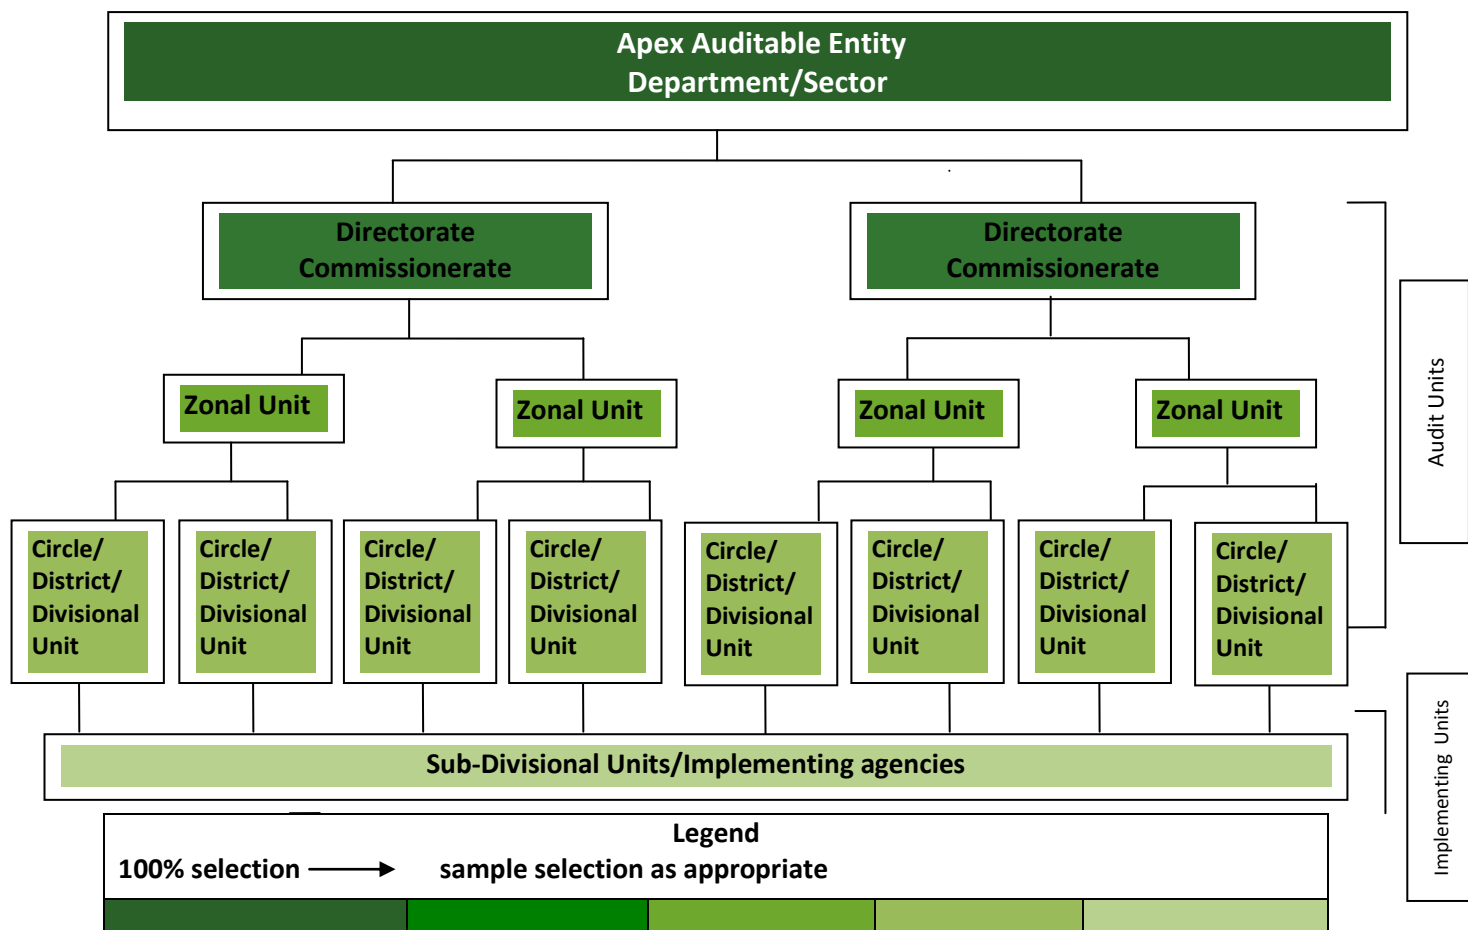 Apex Auditable Entity
Department/Sector
Directorate
Commissionerate
Directorate
Commissionerate
Zonal Unit
Zonal Unit
Zonal Unit
Zonal Unit
Circle/
District/
Divisional
Unit
Circle/
District/
Divisional
Unit
Circle/
District/
Divisional
Unit
Circle/
District/
Divisional
Unit
Circle/
District/
Divisional
Unit
Circle/
District/
Divisional
Unit
Circle/
District/
Divisional
Unit
Circle/
District/
Divisional
Unit
Audit Units
Sub-Divisional Units/Implementing agencies
Implementing Units
Legend
100% selection sample selection as appropriate